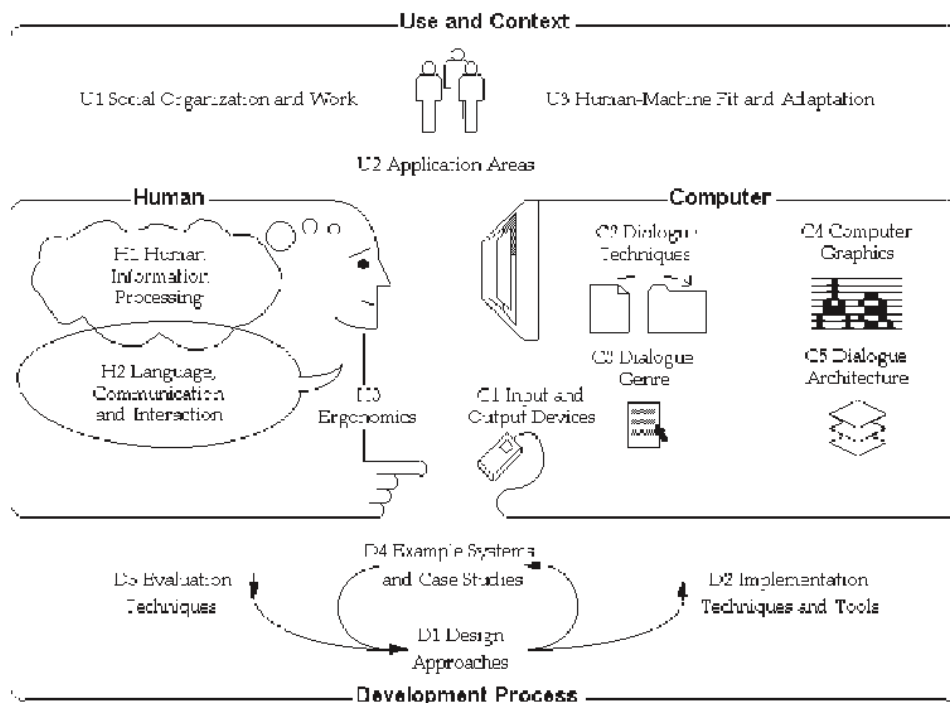 Use and Context
U1 Social Organization and Work
U3 Human-Machine Fit and Adaptation
U2 Application Areas
Human
H1 Human
Information
Processing
H2 Language,
Communication
and Interaction
H3
Ergonomics
Computer
C2 Dialogue
Techniques
C4 Computer
Graphics
C3 Dialogue
Genre
C5 Dialogue
Architecture
C1 Input and
Output Devices
D4 Example Systems
and Case Studies
D3 Evaluation
Techniques
D2 Implementation
Techniques and Tools
D1 Design
Approaches
Development Process